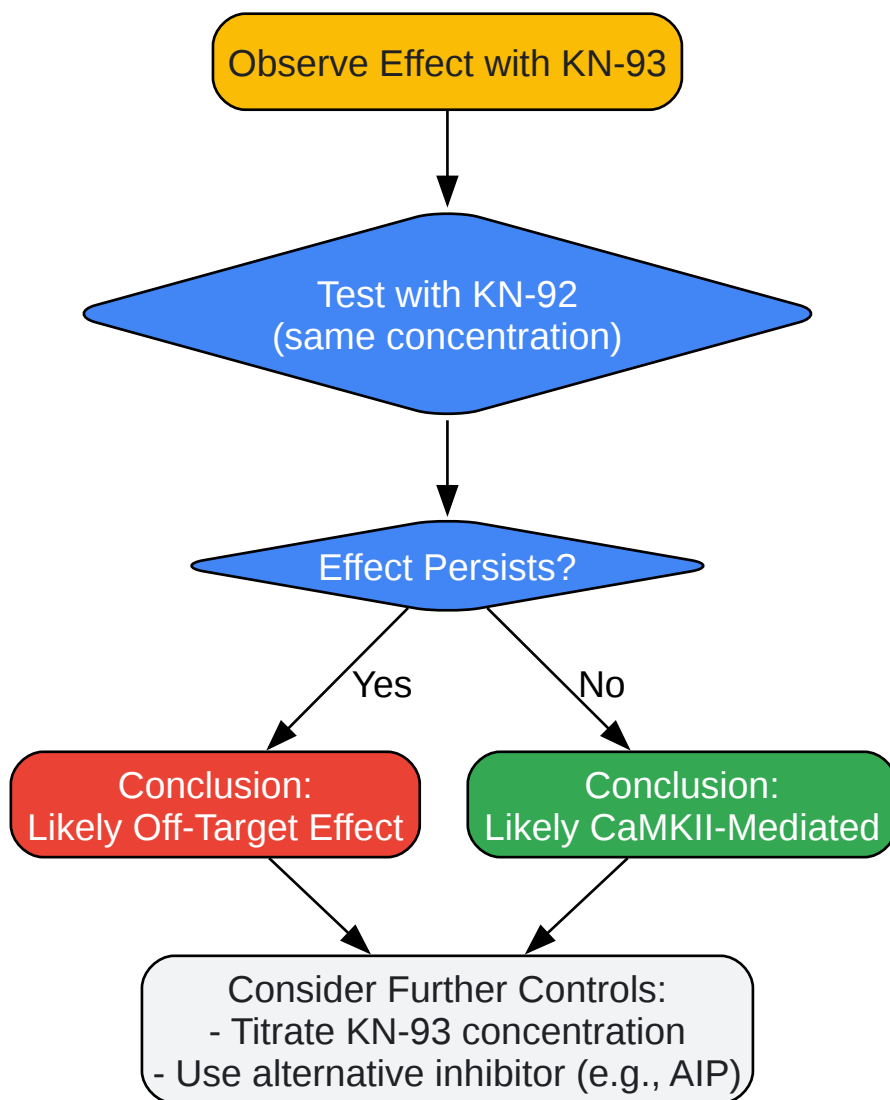 Observe Effect with KN-93
Test with KN-92
(same concentration)
Effect Persists?
Yes
No
Conclusion:
Likely Off-Target Effect
Conclusion:
Likely CaMKII-Mediated
Consider Further Controls:
- Titrate KN-93 concentration
- Use alternative inhibitor (e.g., AIP)